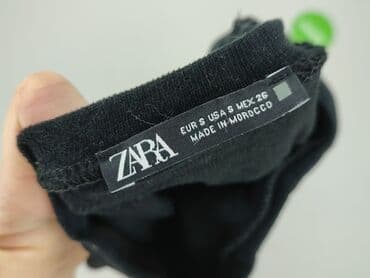 ZARA
EUR S USA S MEX 26
MADE IN MOROCCO